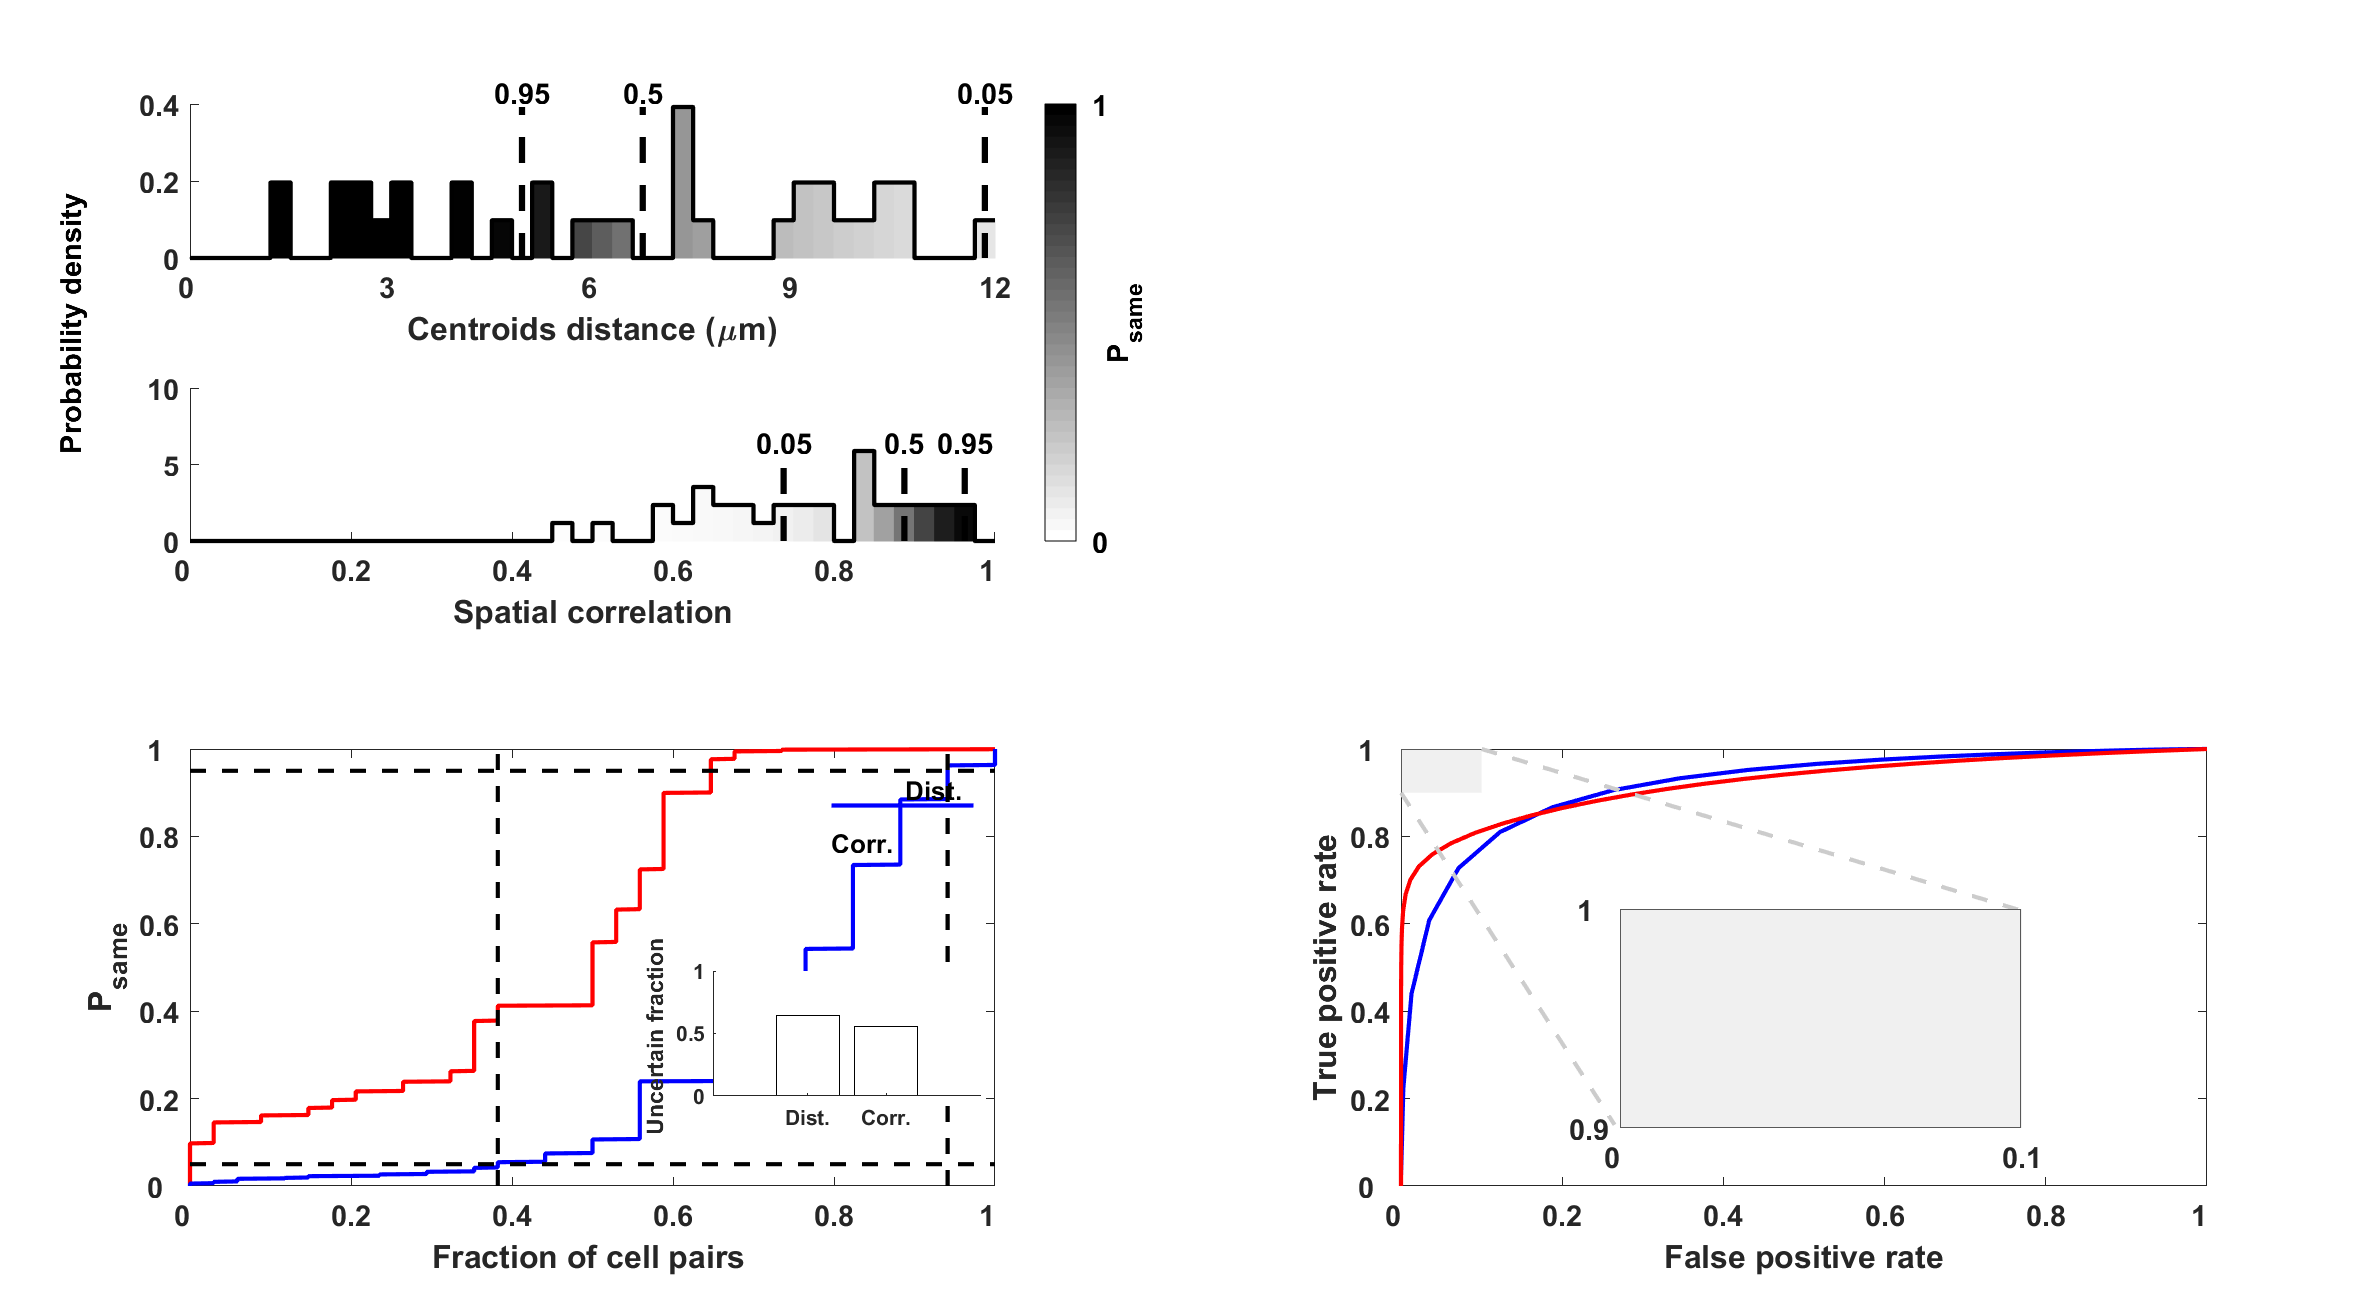 0.95 0.5 0.05
0.4
0.2
0
0 3 6 9 12
Centroids distance (μm)
Probability density
1
0
Psame
10
5
0
0.05 0.5 0.95
0 0.2 0.4 0.6 0.8 1
Spatial correlation
1
0.8
0.6
0.4
0.2
0
Psame
0 0.2 0.4 0.6 0.8 1
Fraction of cell pairs
Dist.
Corr.
Uncertain fraction
1
0.5
0
Dist. Corr.
1
0.8
0.6
0.4
0.2
0
True positive rate
0 0.2 0.4 0.6 0.8 1
False positive rate
1
0.9
0 0.1